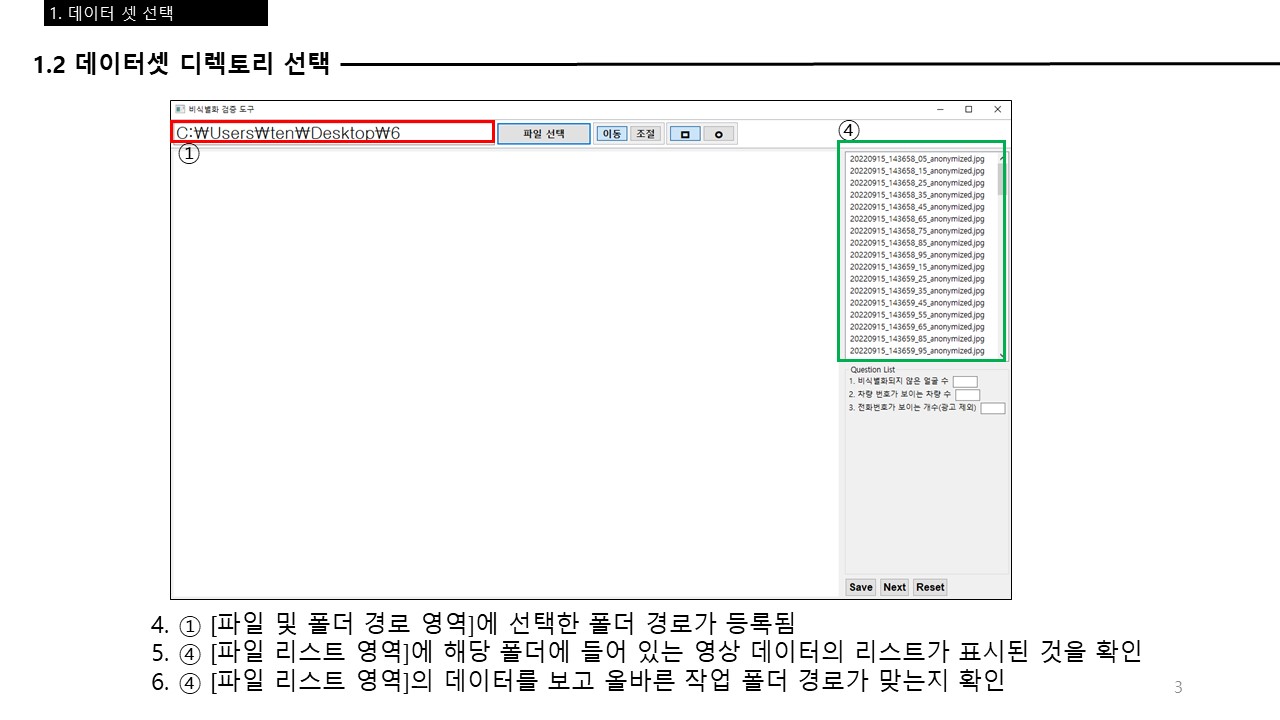 1. 데이터 셋 선택
1.2 데이터셋 디렉토리 선택
비식별화 검증 도구
C:₩Users₩ten₩Desktop₩6
파일 선택
이동
조절
①
④
20220915_143658_05_anonymized.jpg
20220915_143658_15_anonymized.jpg
20220915_143658_25_anonymized.jpg
20220915_143658_35_anonymized.jpg
20220915_143658_45_anonymized.jpg
20220915_143658_65_anonymized.jpg
20220915_143658_75_anonymized.jpg
20220915_143658_85_anonymized.jpg
20220915_143658_95_anonymized.jpg
20220915_143659_15_anonymized.jpg
20220915_143659_25_anonymized.jpg
20220915_143659_35_anonymized.jpg
20220915_143659_45_anonymized.jpg
20220915_143659_55_anonymized.jpg
20220915_143659_65_anonymized.jpg
20220915_143659_85_anonymized.jpg
20220915_143659_95_anonymized.jpg
Question List
1. 비식별화되지 않은 얼굴 수
2. 차량 번호가 보이는 차량 수
3. 전화번호가 보이는 개수(광고 제외)
Save Next Reset
4. ① [파일 및 폴더 경로 영역]에 선택한 폴더 경로가 등록됨
5. ④ [파일 리스트 영역]에 해당 폴더에 들어 있는 영상 데이터의 리스트가 표시된 것을 확인
6. ④ [파일 리스트 영역]의 데이터를 보고 올바른 작업 폴더 경로가 맞는지 확인
3